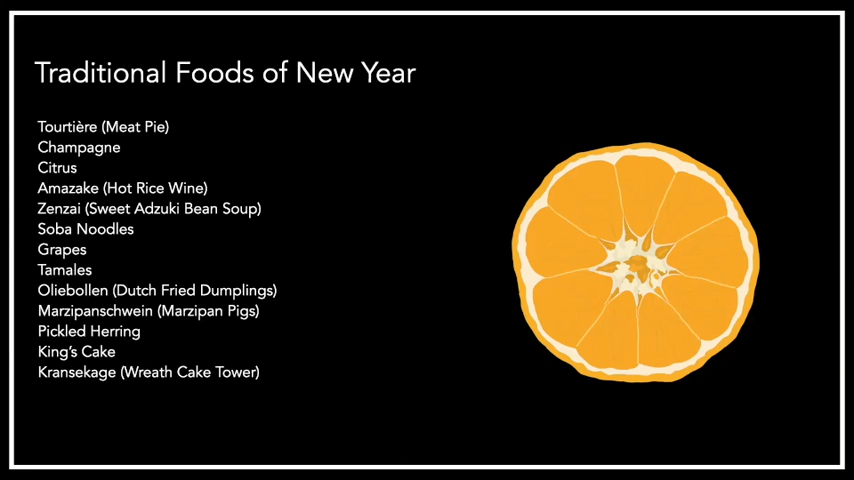 Traditional Foods of New Year
Tourtière (Meat Pie)
Champagne
Citrus
Amazake (Hot Rice Wine)
Zenzai (Sweet Adzuki Bean Soup)
Soba Noodles
Grapes
Tamales
Oliebollen (Dutch Fried Dumplings)
Marzipanschwein (Marzipan Pigs)
Pickled Herring
King's Cake
Kransekage (Wreath Cake Tower)